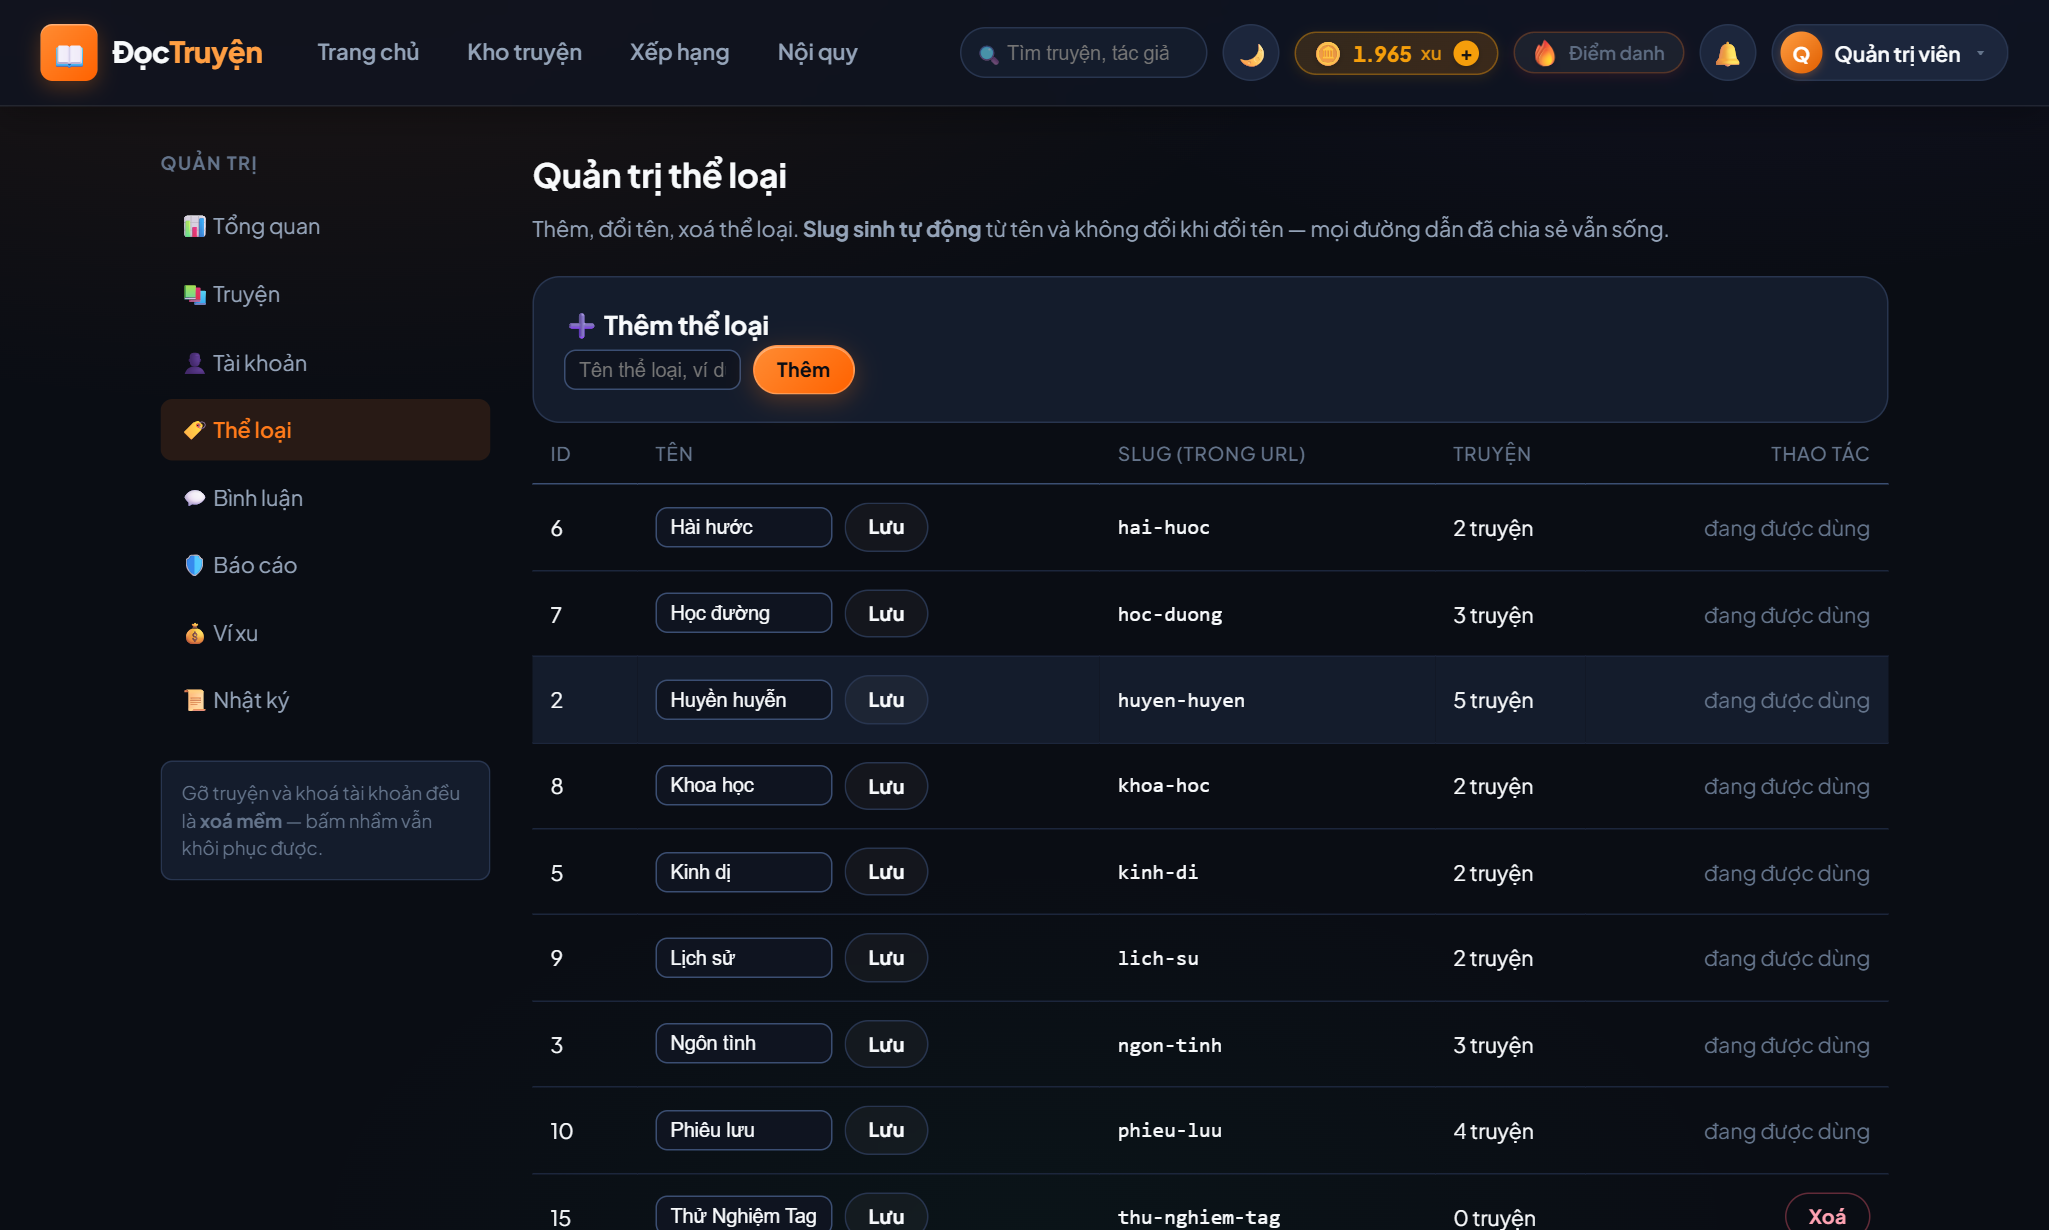 ĐọcTruyện Trang chủ Kho truyện Xếp hạng Nội quy Tìm truyện, tác giả 1.965 xu + Điểm danh Q Quản trị viên
QUẢN TRỊ
Tổng quan
Truyện
Tài khoản
Thể loại
Bình luận
Báo cáo
Ví xu
Nhật ký
Gỡ truyện và khoá tài khoản đều
là xoá mềm — bấm nhầm vẫn
khôi phục được.
Quản trị thể loại
Thêm, đổi tên, xoá thể loại. Slug sinh tự động từ tên và không đổi khi đổi tên — mọi đường dẫn đã chia sẻ vẫn sống.
Thêm thể loại
Tên thể loại, ví d Thêm
ID TÊN SLUG (TRONG URL) TRUYỆN THAO TÁC
6 Hài hước Lưu hai-huoc 2 truyện đang được dùng
7 Học đường Lưu hoc-duong 3 truyện đang được dùng
2 Huyền huyễn Lưu huyen-huyen 5 truyện đang được dùng
8 Khoa học Lưu khoa-hoc 2 truyện đang được dùng
5 Kinh dị Lưu kinh-di 2 truyện đang được dùng
9 Lịch sử Lưu lich-su 2 truyện đang được dùng
3 Ngôn tình Lưu ngon-tinh 3 truyện đang được dùng
10 Phiêu lưu Lưu phieu-luu 4 truyện đang được dùng
15 Thử Nghiệm Tag Lưu thu-nghiem-tag 0 truyện Xoá